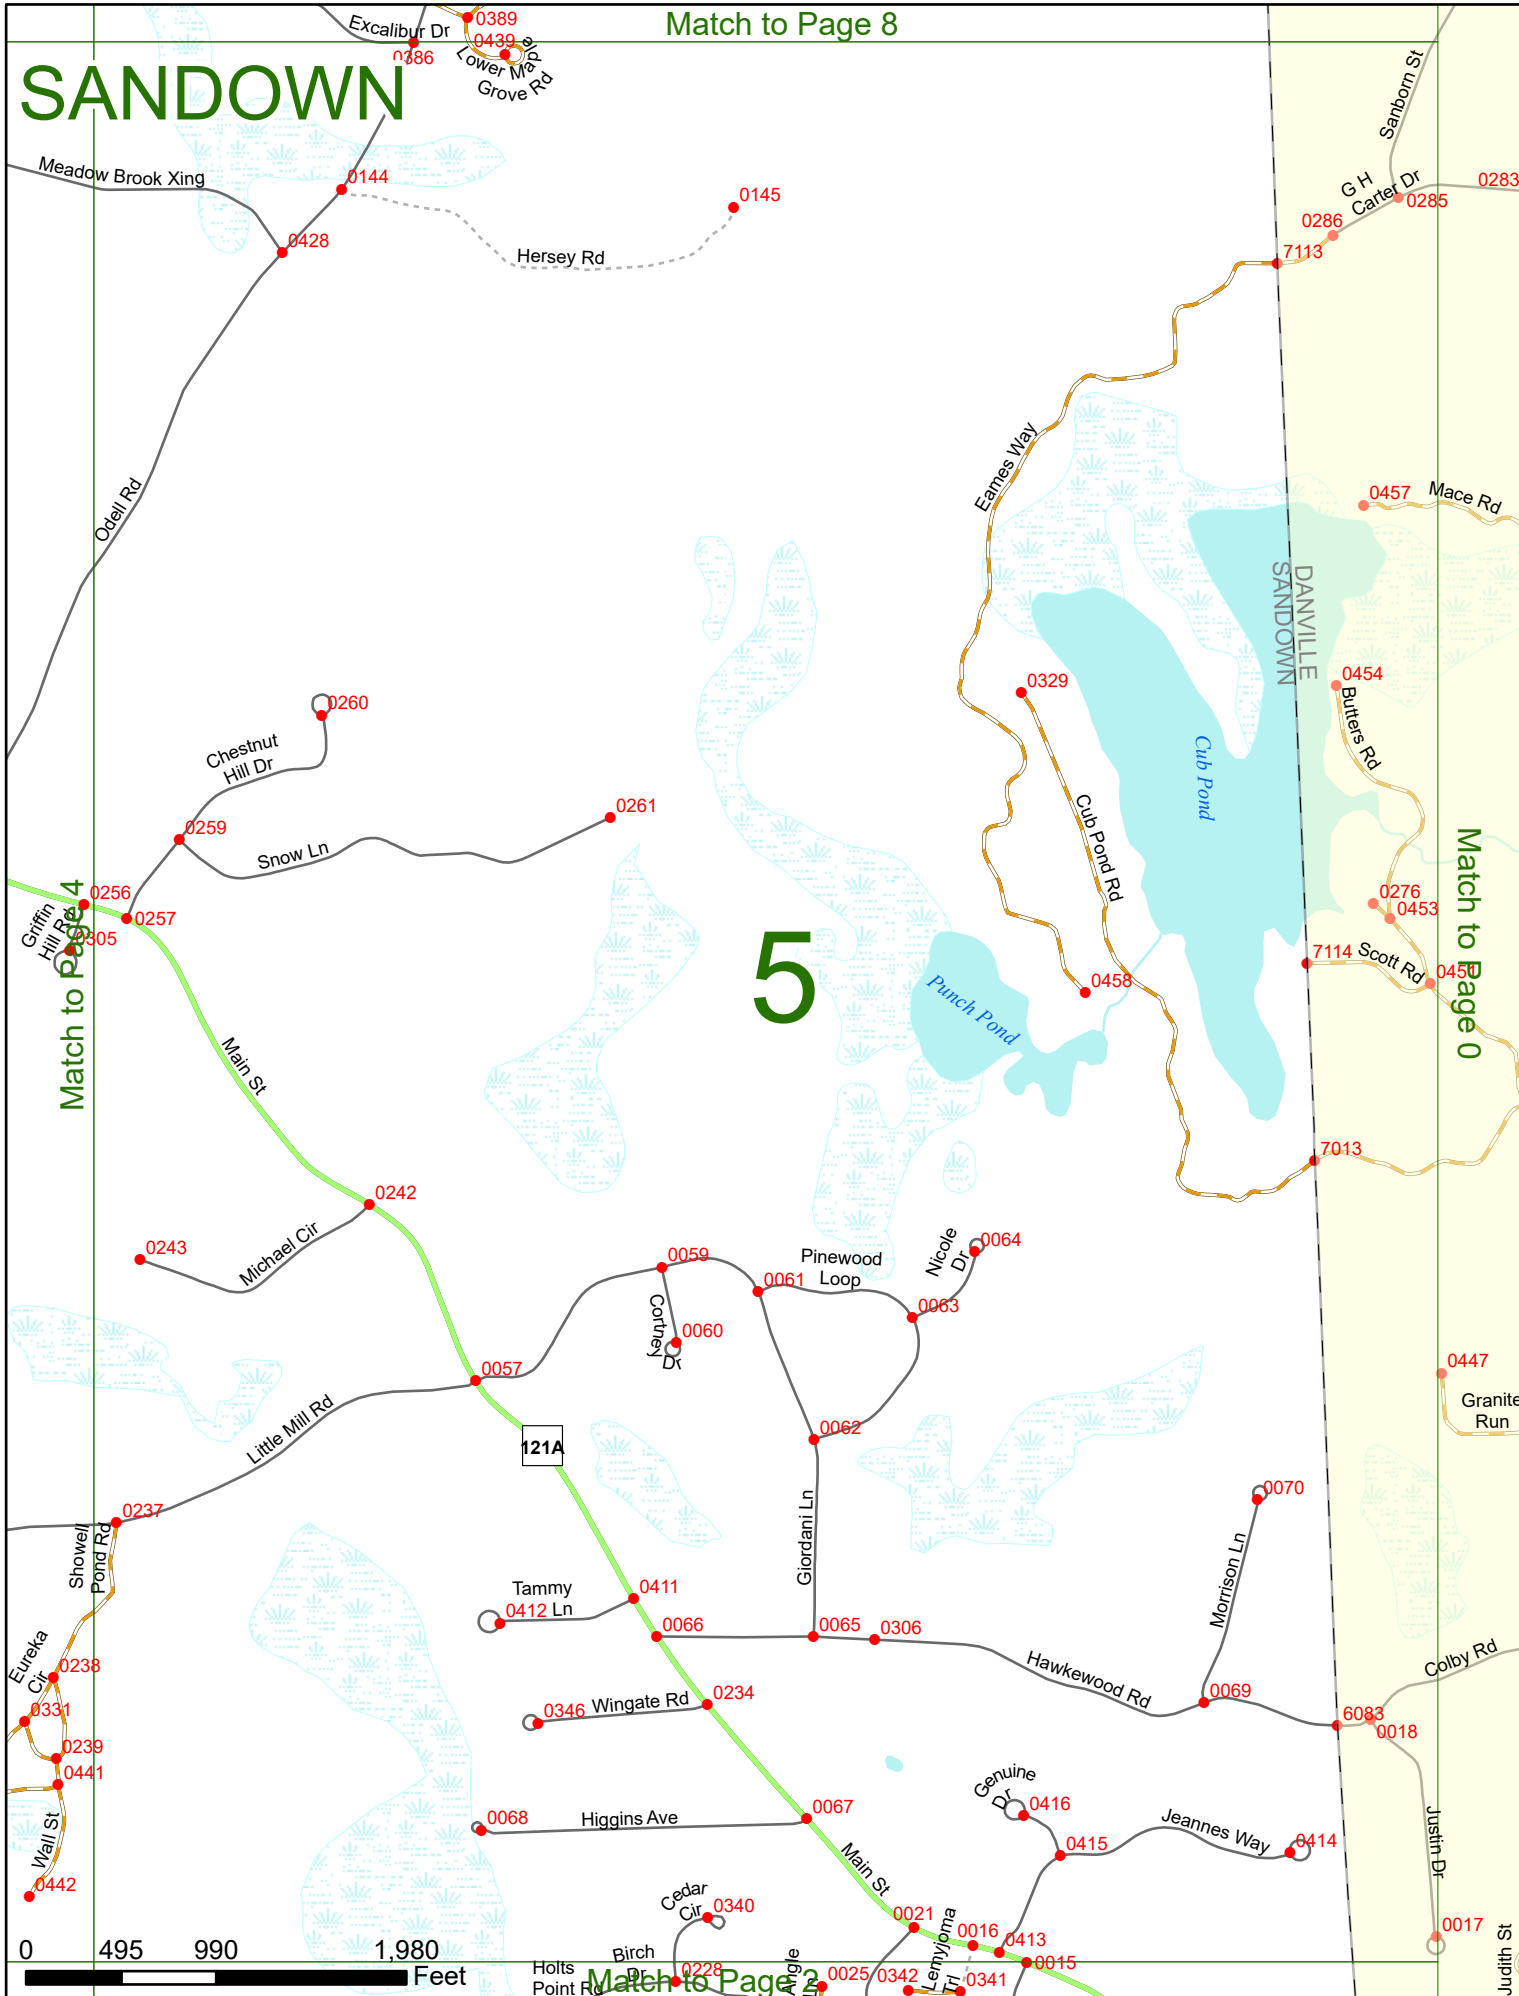 Match to Page 8
SANDOWN
Excalibur Dr
0389
0386
0439
Lower Maple
Grove Rd
Meadow Brook Xing
0144
0145
0428
Hersey Rd
Sanborn St
G H
Carter Dr
0283
0285
0286
7113
Odell Rd
Eames Way
0457
Mace Rd
DANVILLE
SANDOWN
0260
Chestnut
Hill Dr
0259
Snow Ln
0261
0329
Cub Pond Rd
Cub Pond
0454
Butters Rd
Match to Page 4
0256
0257
Griffin
Hill Rd
0305
5
0458
Punch Pond
0276
0453
7114
Scott Rd
0451
Match to Page 0
Main St
7013
0242
0243
Michael Cir
0059
0061
Pinewood
Loop
Nicole
Dr
0064
0063
Cortney Dr
0060
0057
Little Mill Rd
121A
0062
Giordani Ln
0447
Granite
Run
0070
Morrison Ln
0237
Showell
Pond Rd
Tammy
Ln
0412
0411
0066
0065
0306
Hawkewood Rd
0069
Colby Rd
Eureka
Cir
0238
0331
0239
0441
0346
Wingate Rd
0234
6083
0018
Wall St
0442
0068
Higgins Ave
0067
Genuine
Dr
0416
0415
Jeannes Way
0414
Justin Dr
Main St
Cedar
Cir
0340
0021
0016
0413
0015
Lemyjoma
Trl
0017
Judith St
0
495
990
1,980
Feet
Holts
Point Rd
Birch
Dr
0228
Match to Page 2
Angle
0025
0342
0341